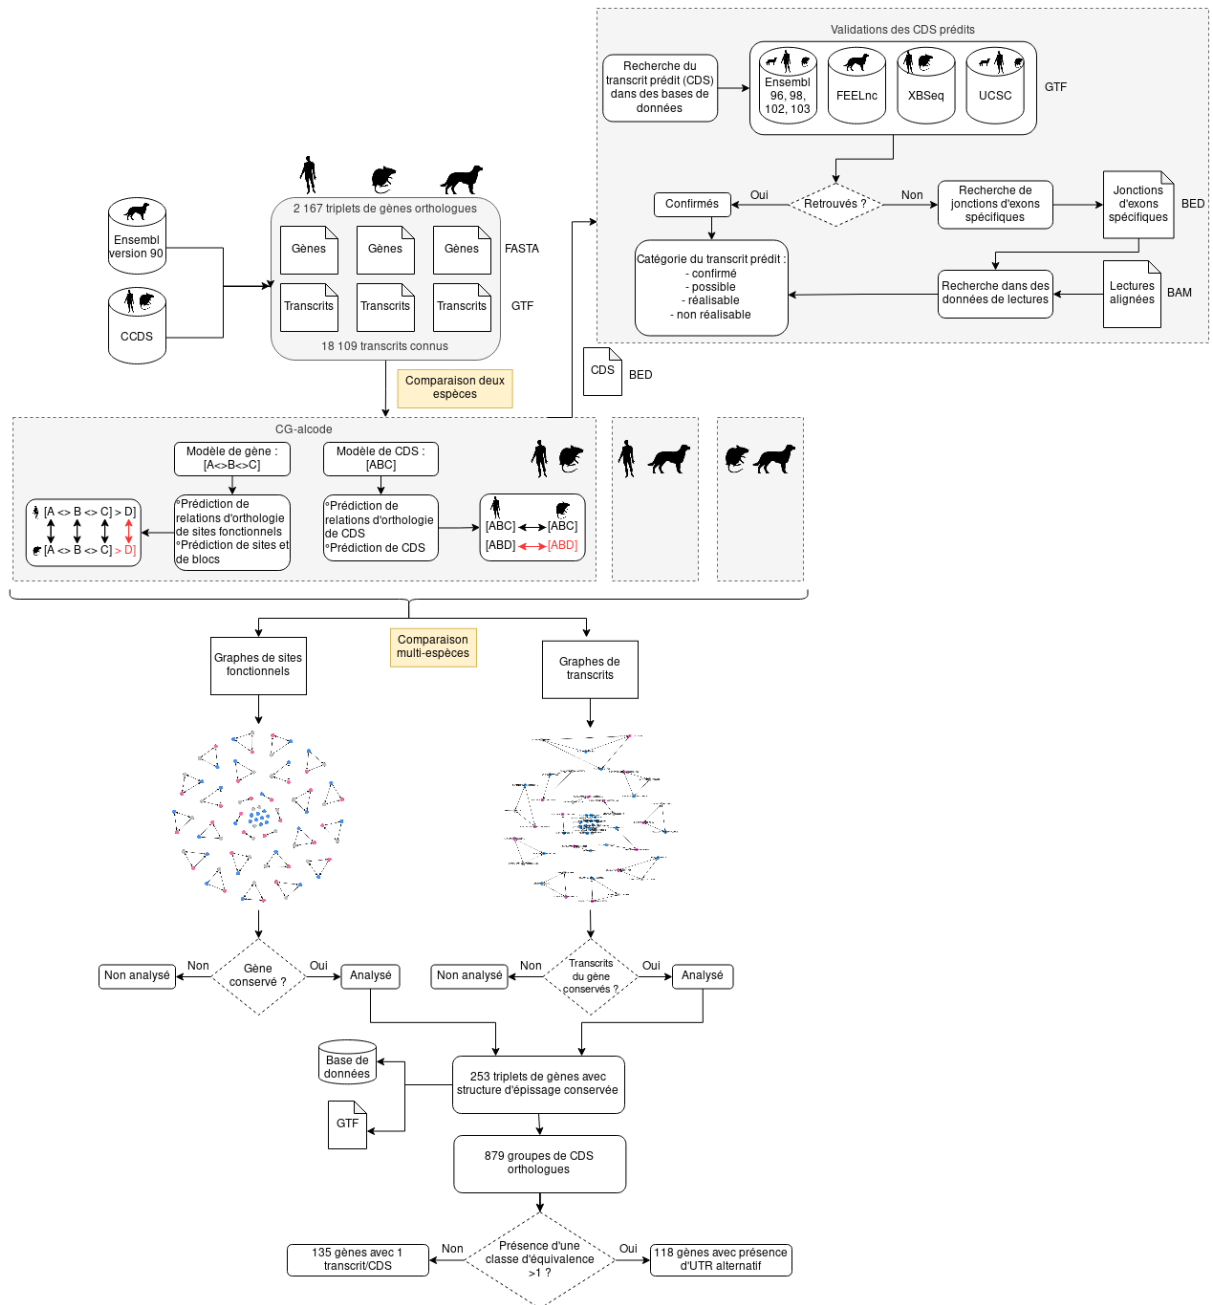 Validations des CDS prédits
Recherche du
transcrit prédit (CDS)
dans des bases de
données
Ensembl
96, 98,
102, 103
FEELnc
XBSeq
UCSC
GTF
Retrouvés ?
Oui
Non
Confirmés
Recherche de
jonctions d'exons
spécifiques
Jonctions
d'exons
spécifiques
BED
Catégorie du transcrit prédit :
- confirmé
- possible
- réalisable
- non réalisable
Recherche dans des
données de lectures
Lectures
alignées
BAM
Ensembl
version 90
CCDS
2 167 triplets de gènes orthologues
Gènes
Gènes
Gènes
FASTA
Transcrits
Transcrits
Transcrits
GTF
18 109 transcrits connus
Comparaison deux
espèces
CDS
BED
CG-alcode
Modèle de gène :
[A<>B<>C]
Modèle de CDS :
[ABC]
[A <> B <> C] > D]
[A <> B <> C] > D]
°Prédiction de
relations d'orthologie
de sites fonctionnels
°Prédiction de sites et
de blocs
°Prédiction de
relations d'orthologie
de CDS
°Prédiction de CDS
[ABC]
[ABC]
[ABD]
[ABD]
Comparaison
multi-espèces
Graphes de sites
fonctionnels
Graphes de
transcrits
Gène
conservé ?
Non
Oui
Non analysé
Analysé
Transcrits
du gène
conservés ?
Non
Oui
Non analysé
Analysé
Base de
données
GTF
253 triplets de gènes avec
structure d'épissage conservée
879 groupes de CDS
orthologues
Présence d'une
classe d'équivalence
>1 ?
Non
Oui
135 gènes avec 1
transcrit/CDS
118 gènes avec présence
d'UTR alternatif